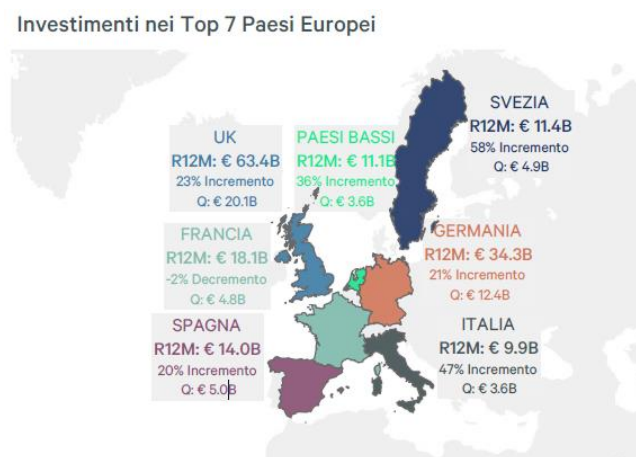 Investimenti nei Top 7 Paesi Europei
SVEZIA
R12M: € 11.4B
58% Incremento
Q: € 4.9B
UK
R12M: € 63.4B
23% Incremento
Q: € 20.1B
PAESI BASSI
R12M: € 11.1B
36% Incremento
Q: € 3.6B
FRANCIA
R12M: € 18.1B
-2% Decremento
Q: € 4.8B
GERMANIA
R12M: € 34.3B
21% Incremento
Q: € 12.4B
SPAGNA
R12M: € 14.0B
20% Incremento
Q: € 5.0B
ITALIA
R12M: € 9.9B
47% Incremento
Q: € 3.6B